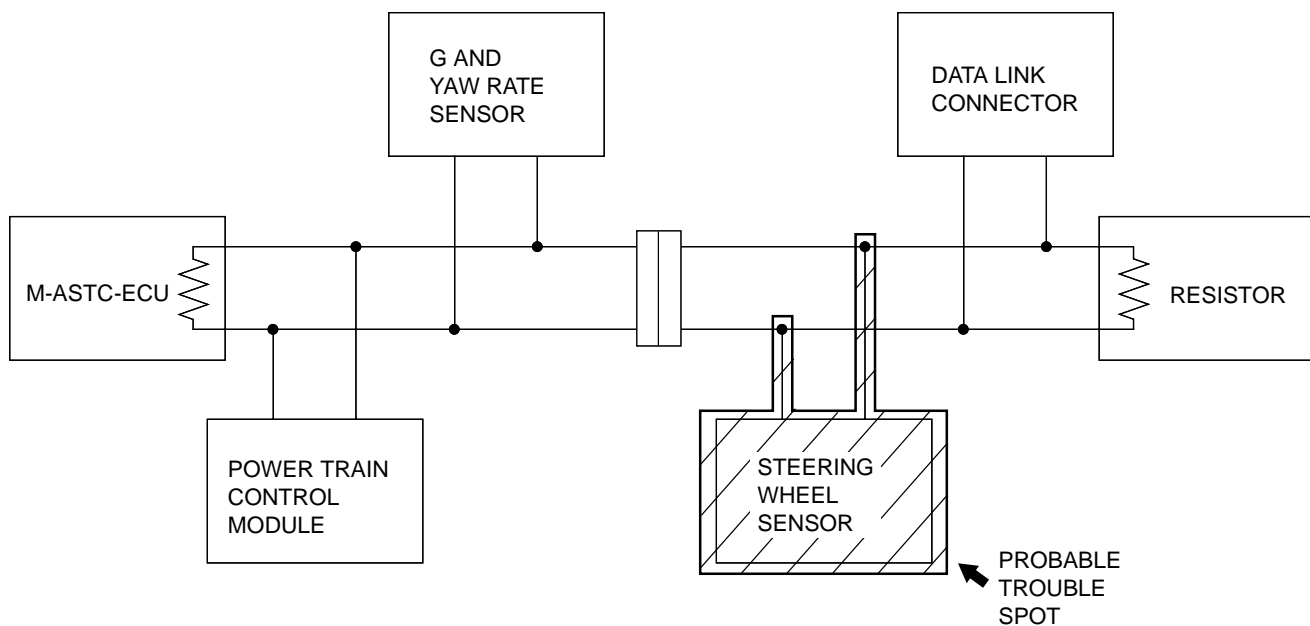 G AND
YAW RATE
SENSOR
DATA LINK
CONNECTOR
M-ASTC-ECU
RESISTOR
POWER TRAIN
CONTROL
MODULE
STEERING
WHEEL
SENSOR
PROBABLE
TROUBLE
SPOT